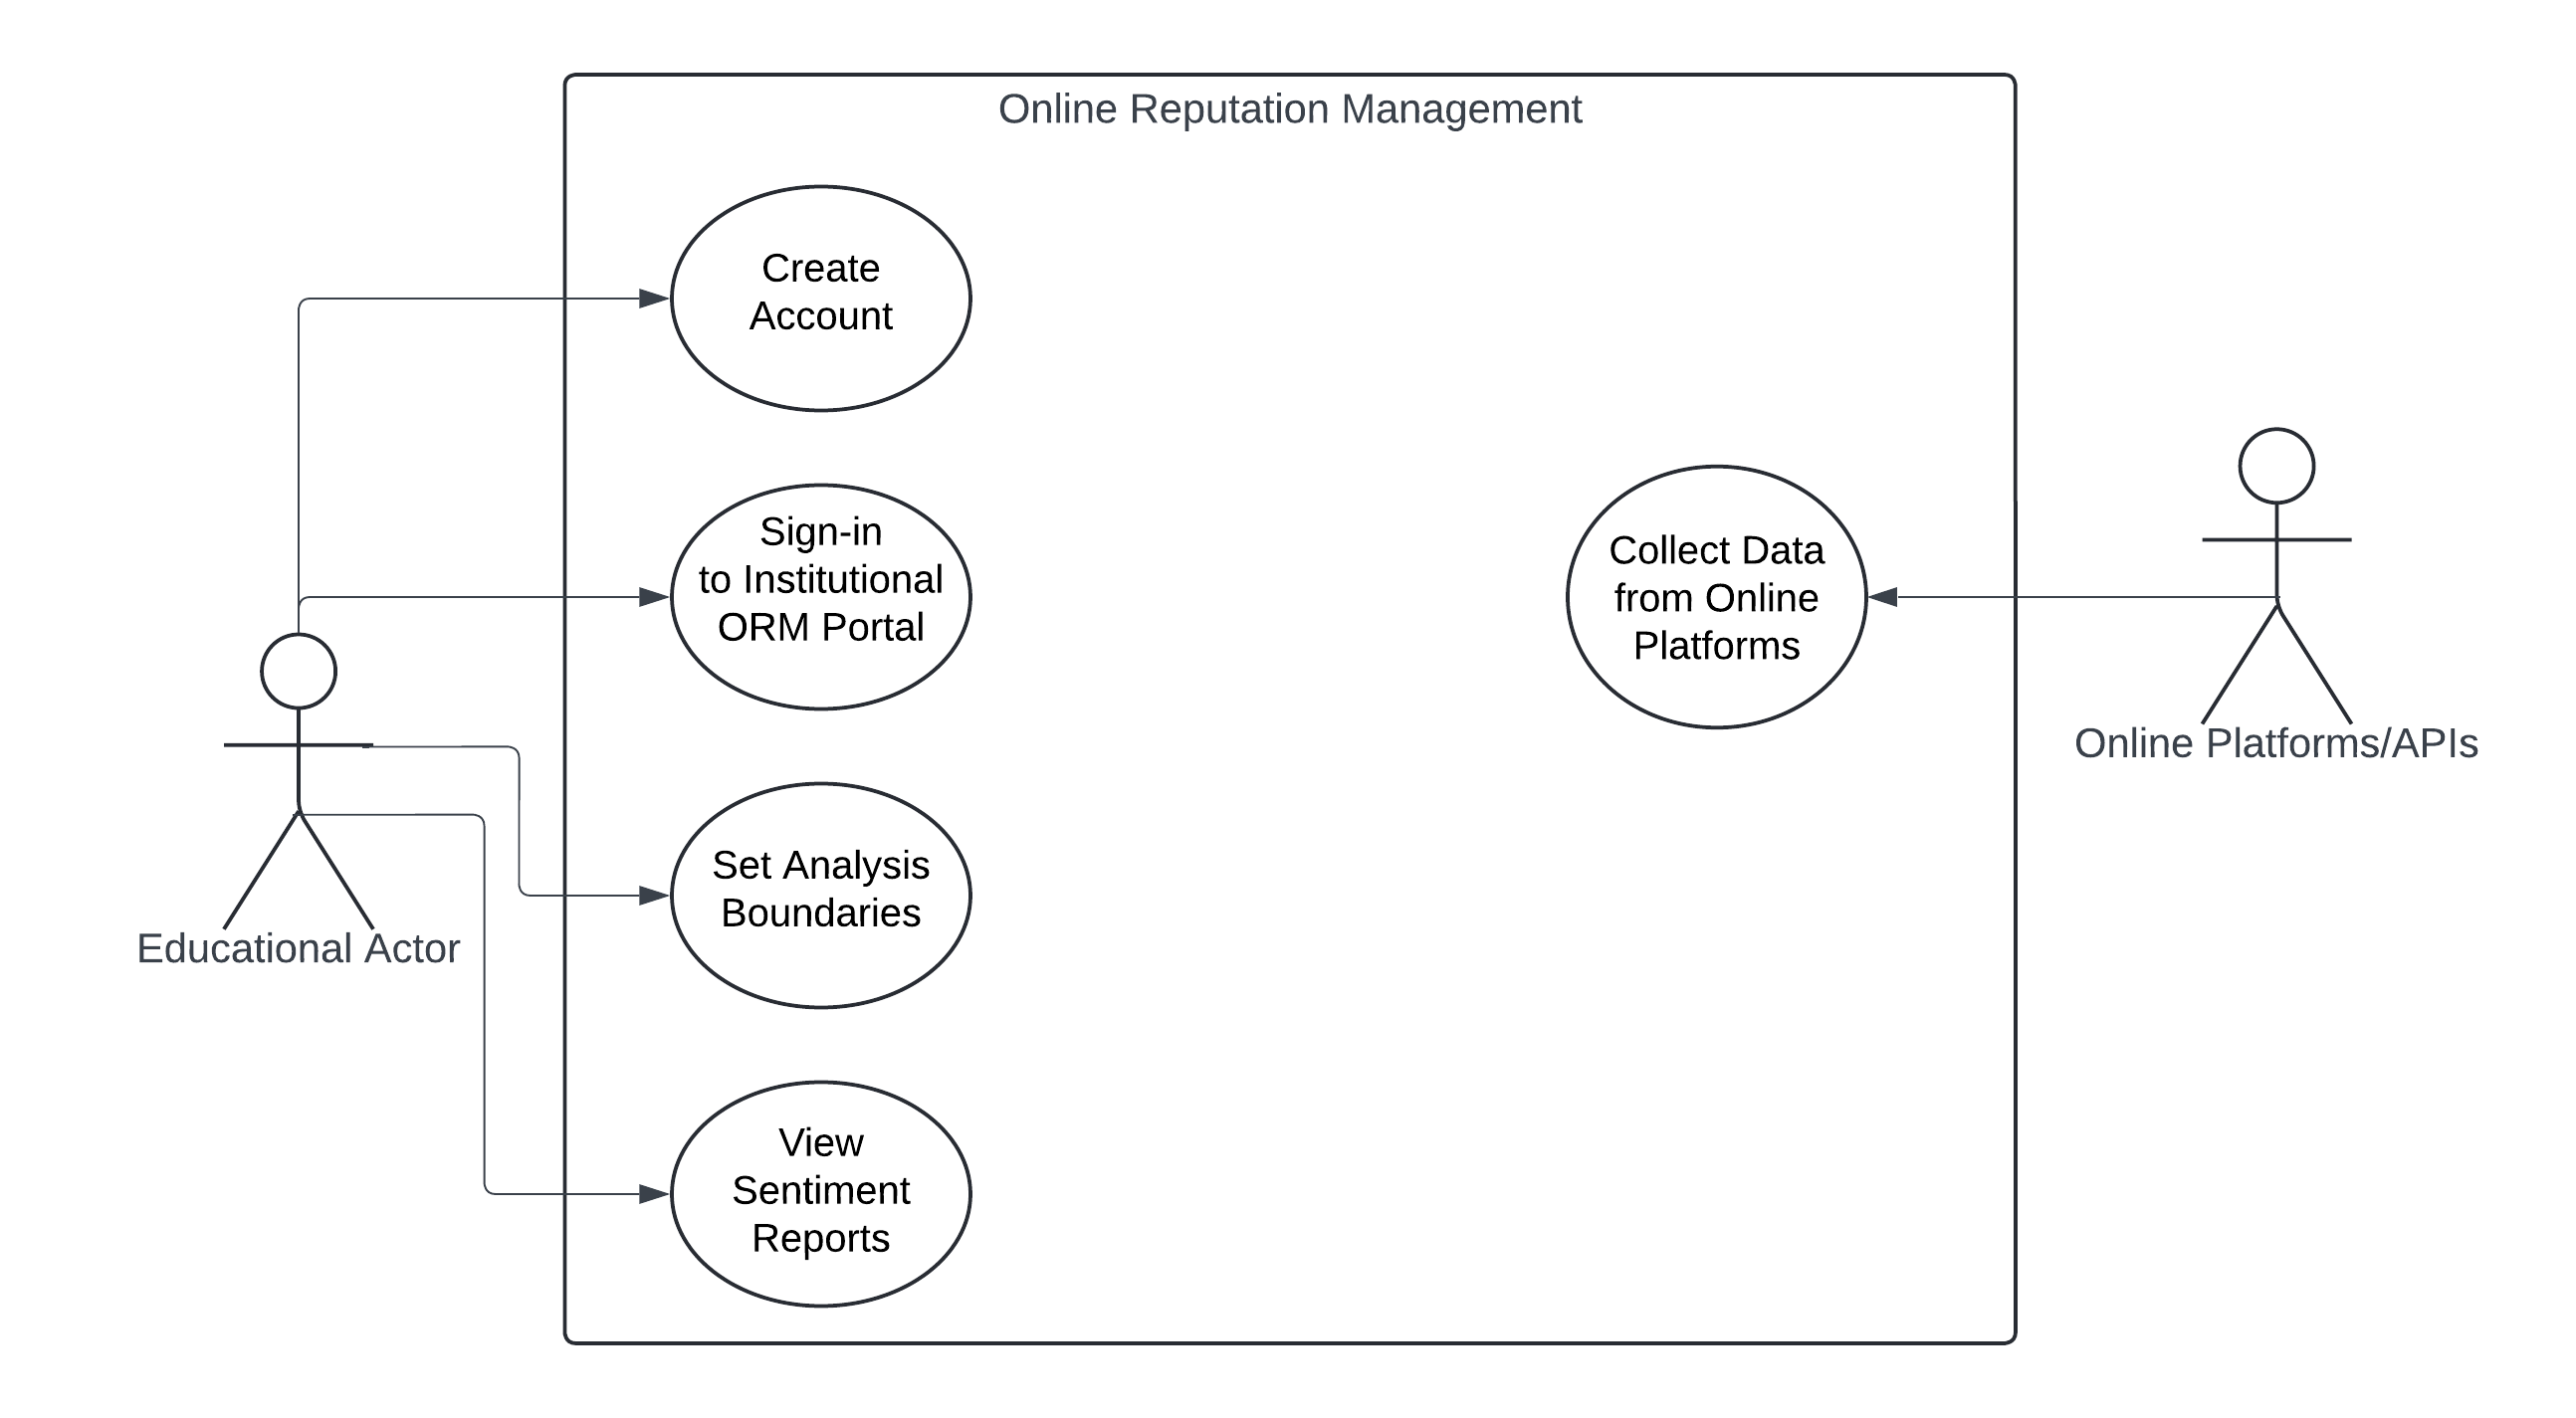 Online Reputation Management
Create
Account
Sign-in
to Institutional
ORM Portal
Collect Data
from Online
Platforms
Online Platforms/APIs
Set Analysis
Boundaries
Educational Actor
View
Sentiment
Reports